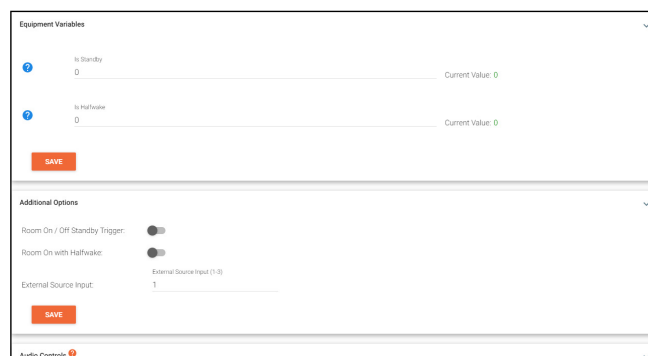 Equipment Variables
?
Is Standby
0
Current Value: 0
?
Is Halfwake
0
Current Value: 0
SAVE
Additional Options
Room On / Off Standby Trigger:
Room On with Halfwake:
External Source Input (1-3)
External Source Input:
1
SAVE
Audio Controls ?